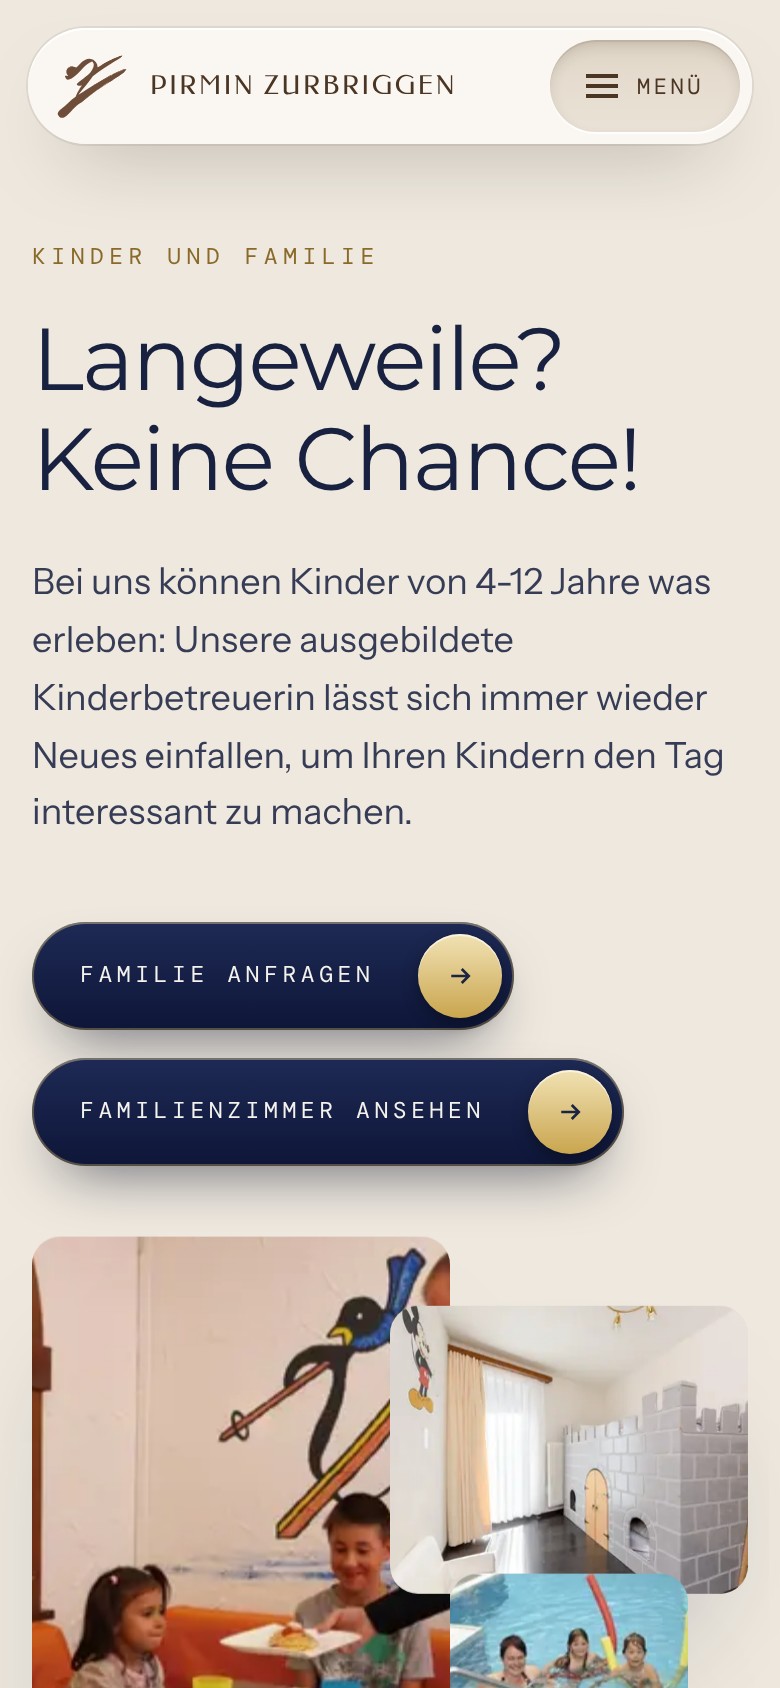 PIRMIN ZURBRIGGEN
MENÜ
KINDER UND FAMILIE
Langeweile?
Keine Chance!
Bei uns können Kinder von 4-12 Jahre was
erleben: Unsere ausgebildete
Kinderbetreuerin lässt sich immer wieder
Neues einfallen, um Ihren Kindern den Tag
interessant zu machen.
FAMILIE ANFRAGEN
FAMILIENZIMMER ANSEHEN